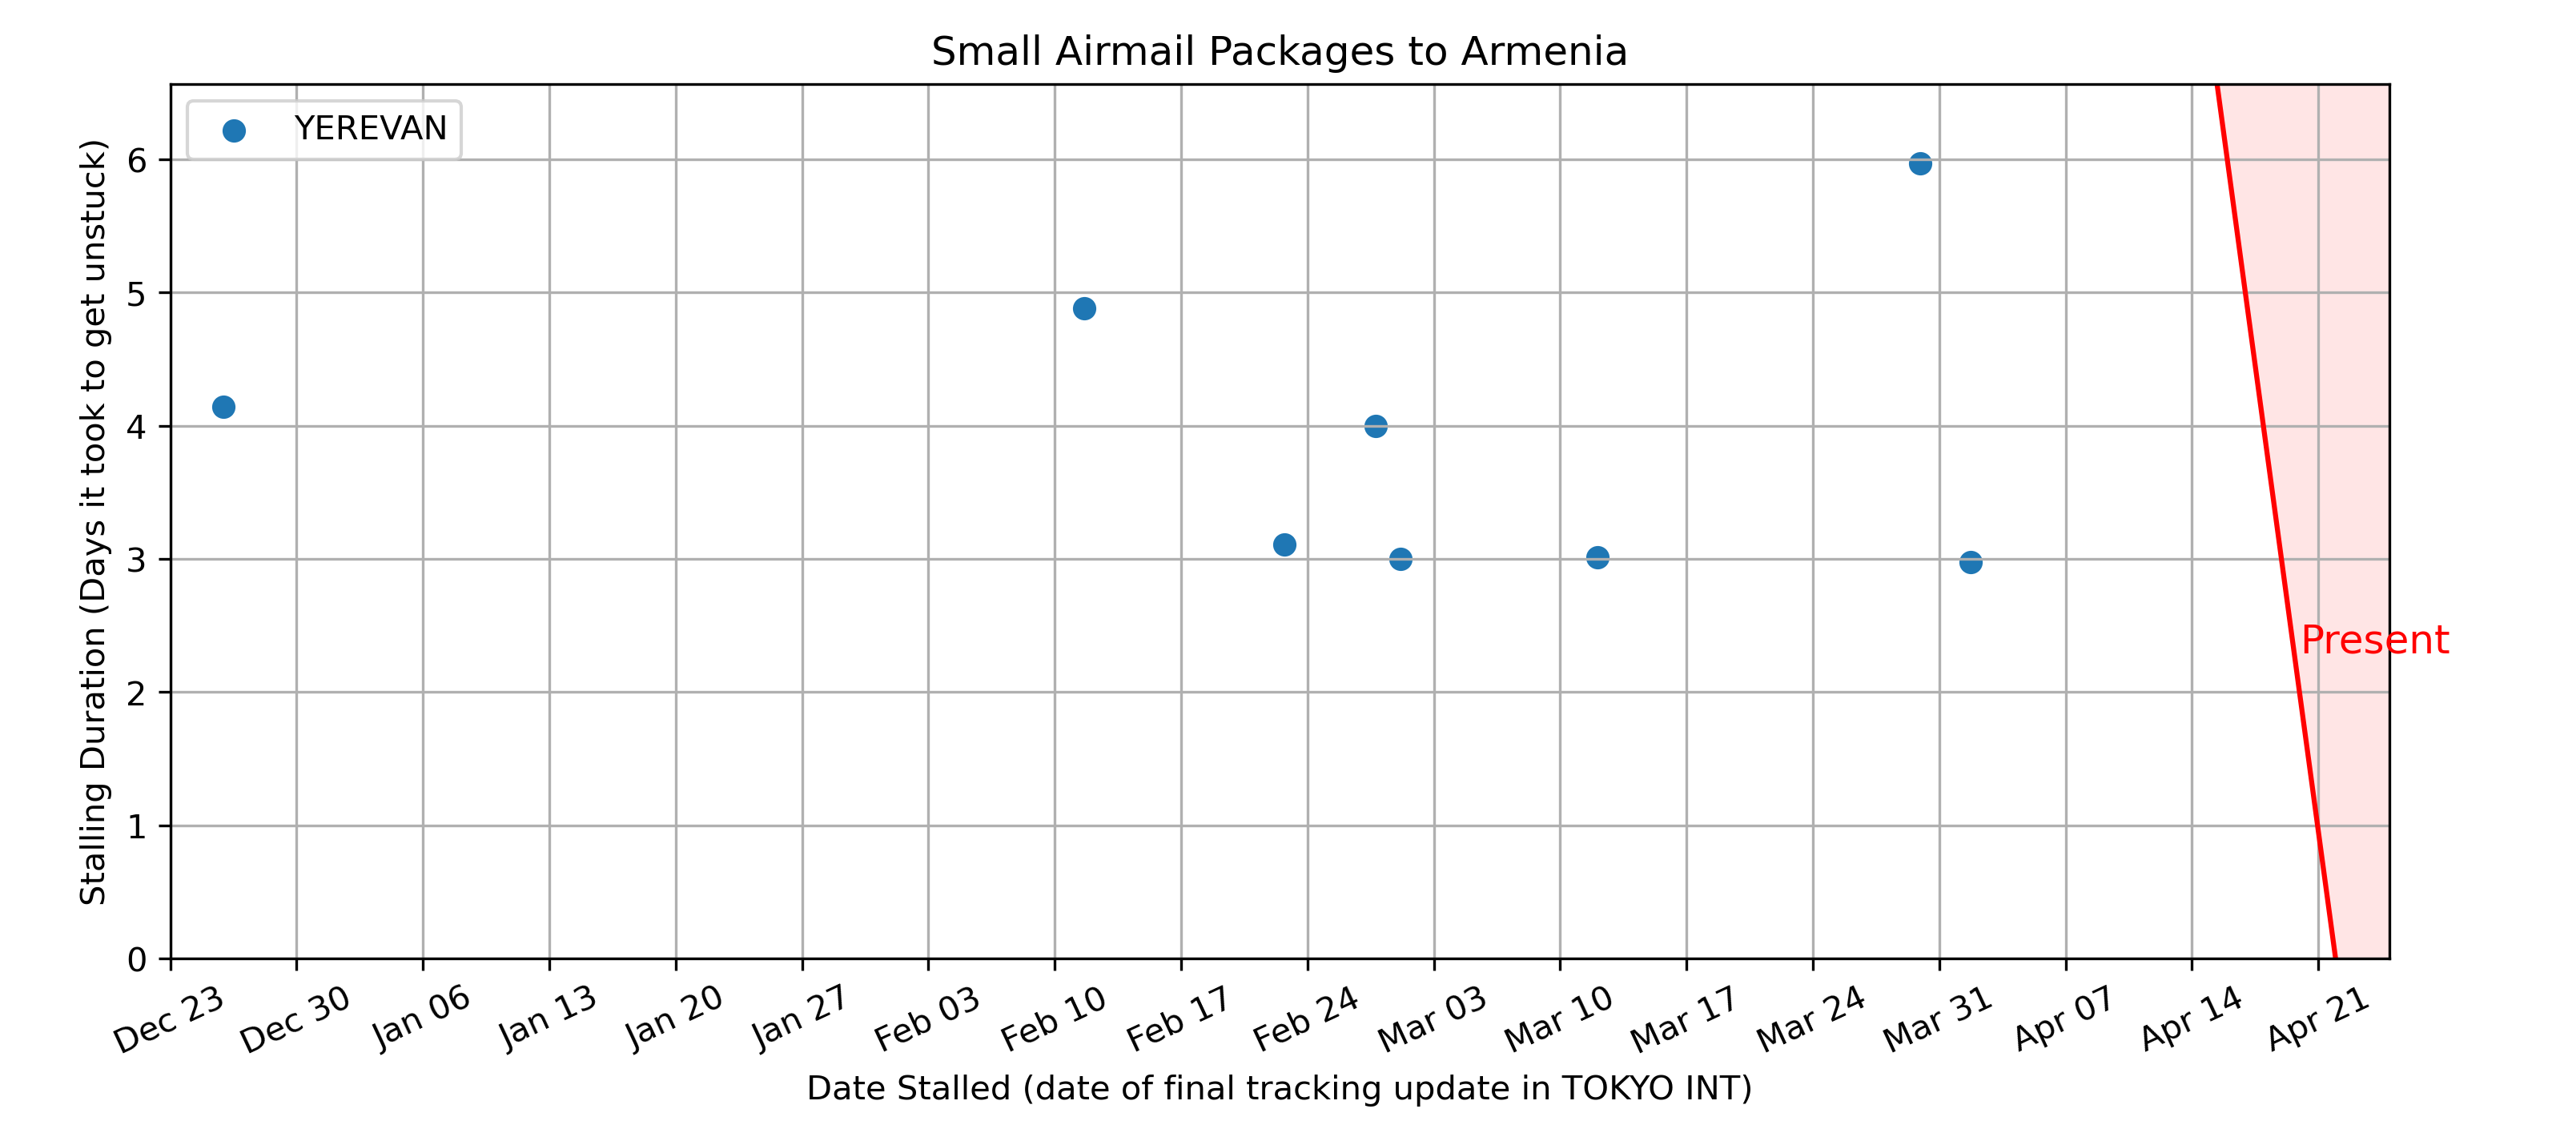 Small Airmail Packages to Armenia
YEREVAN
Stalling Duration (Days it took to get unstuck)
6
5
4
3
2
1
0
Present
Dec 23
Dec 30
Jan 06
Jan 13
Jan 20
Jan 27
Feb 03
Feb 10
Feb 17
Feb 24
Mar 03
Mar 10
Mar 17
Mar 24
Mar 31
Apr 07
Apr 14
Apr 21
Date Stalled (date of final tracking update in TOKYO INT)